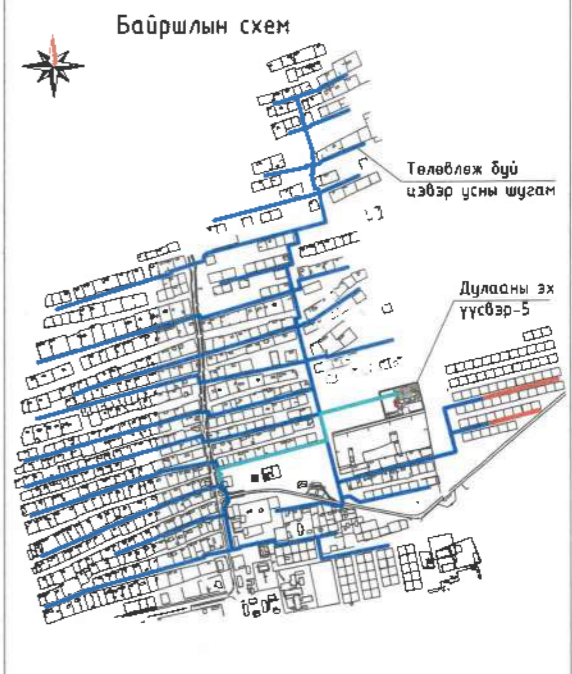 Байршлын схем
Төлөвлөж буй
цэвэр усны шугам
Дулааны эх
үүсвэр-5